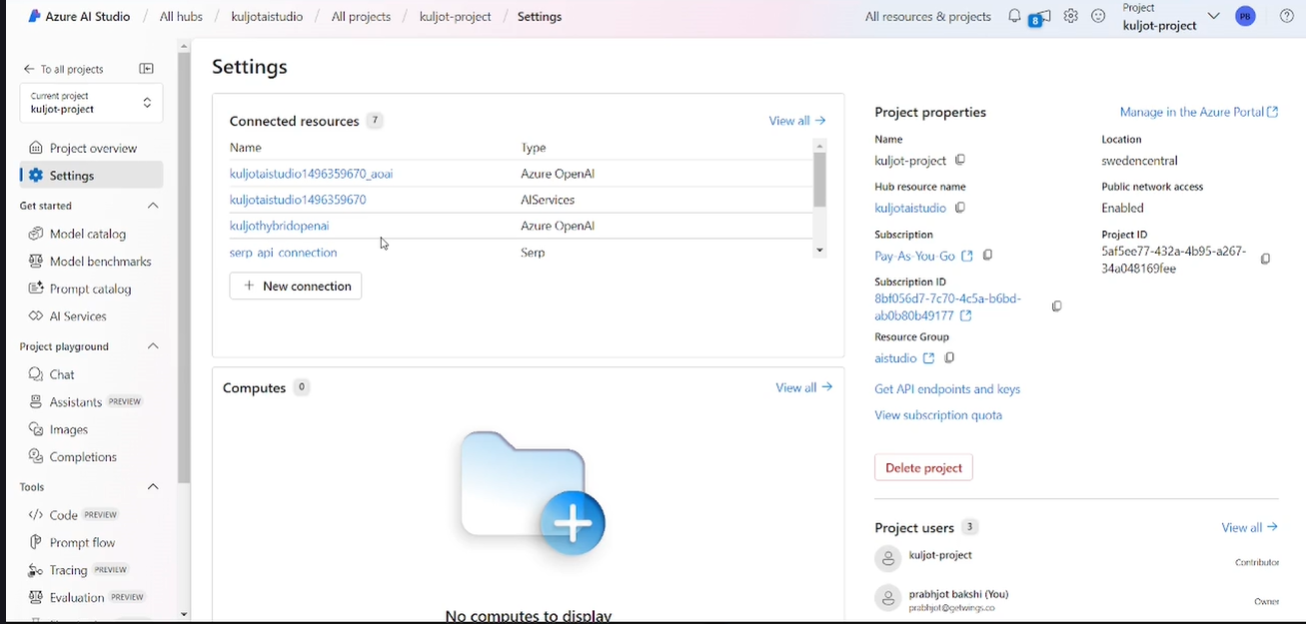 Azure AI Studio / All hubs / kuljotaistudio / All projects / kuljot-project / Settings
All resources & projects
8
Project
kuljot-project
PB
To all projects
Current project
kuljot-project
Project overview
Settings
Get started
Model catalog
Model benchmarks
Prompt catalog
AI Services
Project playground
Chat
Assistants PREVIEW
Images
Completions
Tools
Code PREVIEW
Prompt flow
Tracing PREVIEW
Evaluation PREVIEW
Settings
Connected resources 7
View all
Name Type
kuljotaistudio1496359670_aoai Azure OpenAI
kuljotaistudio1496359670 AIServices
kuljothybridopenai Azure OpenAI
serp_api_connection Serp
+ New connection
Computes 0
View all
No computes to display
Project properties
Manage in the Azure Portal
Name
kuljot-project
Location
swedencentral
Hub resource name
kuljotaistudio
Public network access
Enabled
Subscription
Pay-As-You-Go
Project ID
5af5ee77-432a-4b95-a267-
34a048169fee
Subscription ID
8bf056d7-7c70-4c5a-b6bd-
ab0b80b49177
Resource Group
aistudio
Get API endpoints and keys
View subscription quota
Delete project
Project users 3
View all
kuljot-project
Contributor
prabhjot bakshi (You)
prabhjot@getwings.co
Owner